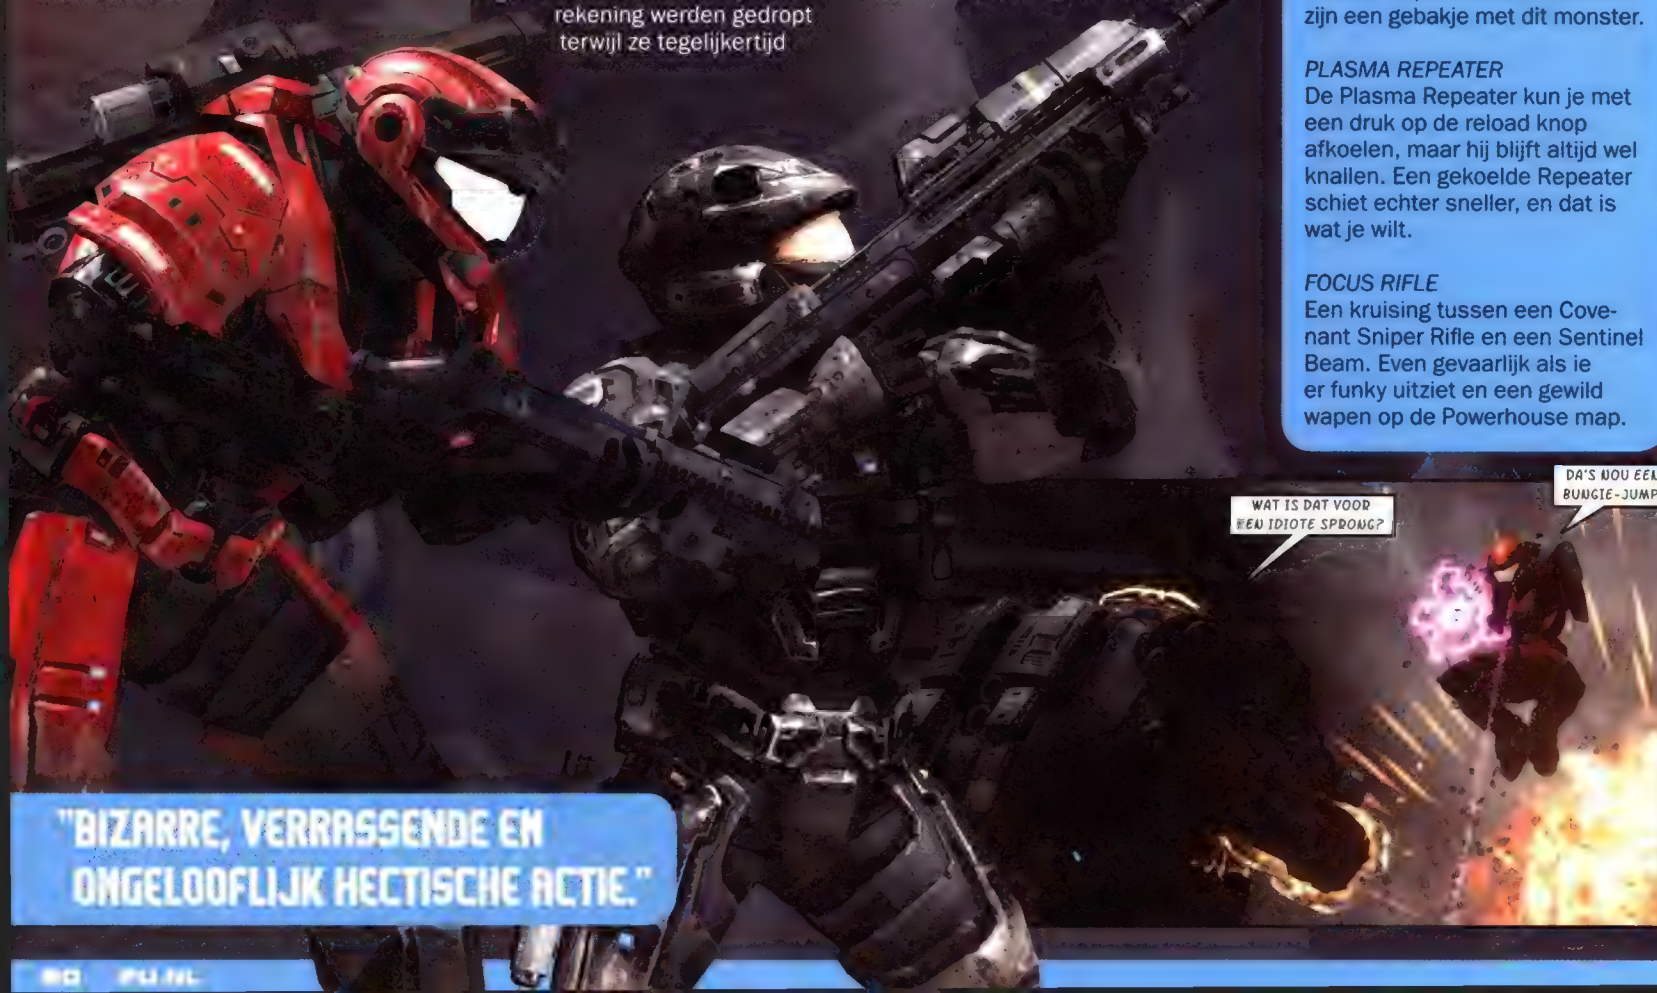 rekening werden gedropt
terwijl ze tegelijkertijd
zijn een gebakje met dit monster.
PLASMA REPEATER
De Plasma Repeater kun je met
een druk op de reload knop
afkoelen, maar hij blijft altijd wel
knallen. Een gekoelde Repeater
schiet echter sneller, en dat is
wat je wilt.
FOCUS RIFLE
Een kruising tussen een Cove-
nant Sniper Rifle en een Sentinel
Beam. Even gevaarlijk als ie
er funky uitziet en een gewild
wapen op de Powerhouse map.
WAT IS DAT VOOR
EEN IDIOTE SPRONG?
DA'S NOU EEN
BUNGIE-JUMP
"BIZARRE, VERRASSENDE EN
ONGELOOFLIJK HECTISCHE ACTIE."
PU.NL